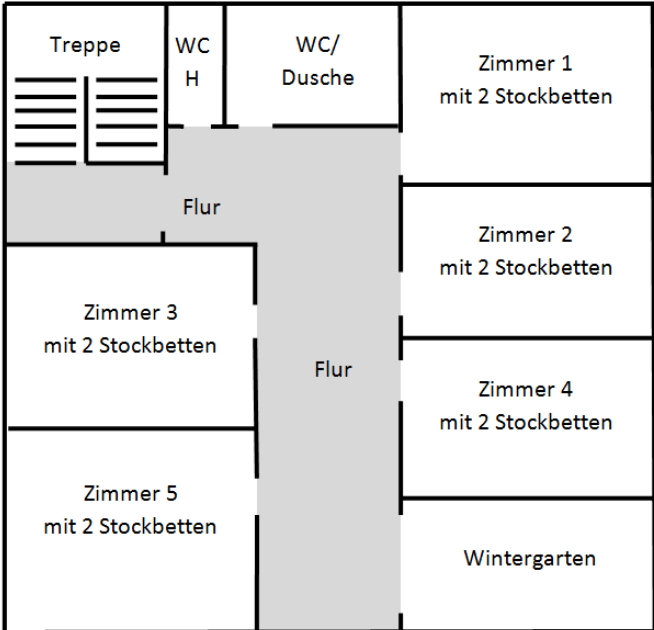 Treppe
WC
H
WC/
Dusche
Zimmer 1
mit 2 Stockbetten
Flur
Zimmer 2
mit 2 Stockbetten
Zimmer 3
mit 2 Stockbetten
Flur
Zimmer 4
mit 2 Stockbetten
Zimmer 5
mit 2 Stockbetten
Wintergarten